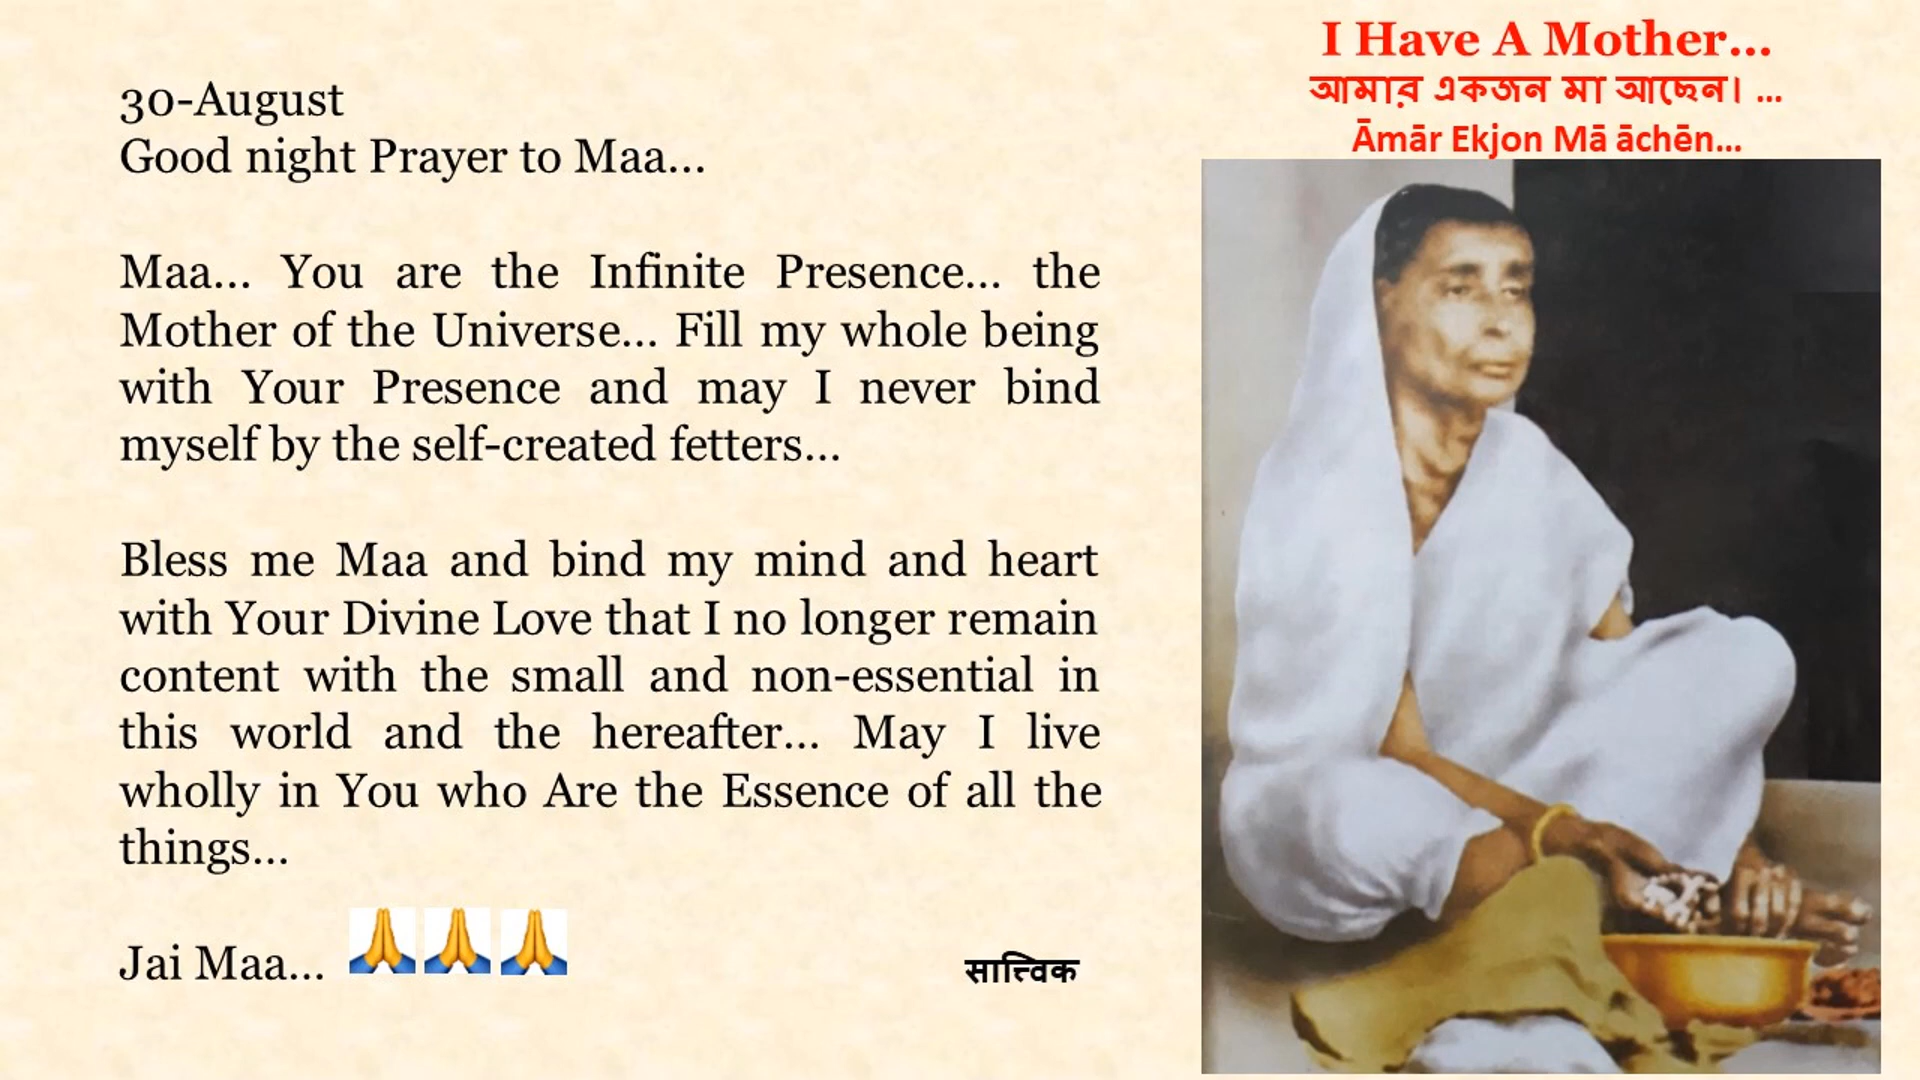 30-August
Good night Prayer to Maa...
Maa... You are the Infinite Presence... the
Mother of the Universe... Fill my whole being
with Your Presence and may I never bind
myself by the self-created fetters...
Bless me Maa and bind my mind and heart
with Your Divine Love that I no longer remain
content with the small and non-essential in
this world and the hereafter... May I live
wholly in You who Are the Essence of all the
things...
Jai Maa... 🙏🙏🙏
सात्त्विक
I Have A Mother...
আমার একজন মা আছেন। ...
Āmār Ekjon Mā āchēn...